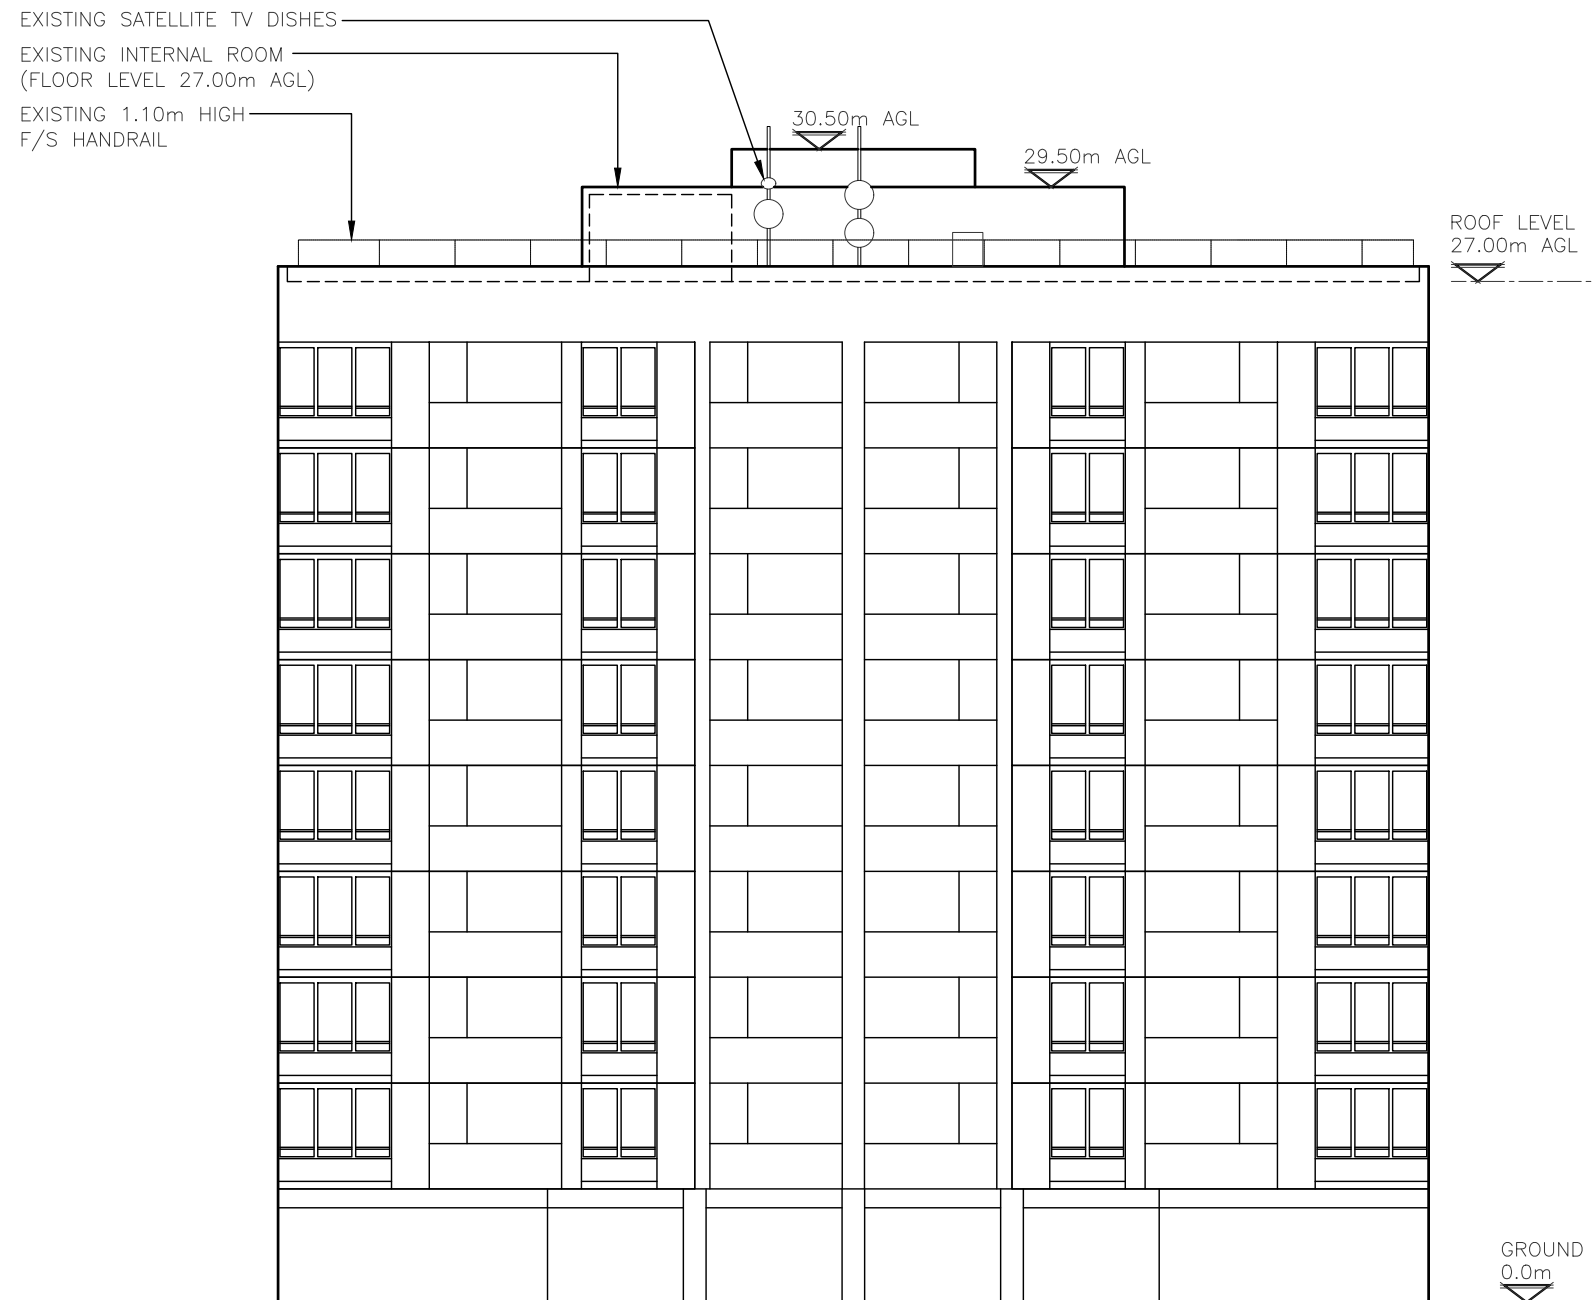 EXISTING SATELLITE TV DISHES
EXISTING INTERNAL ROOM
(FLOOR LEVEL 27.00m AGL)
EXISTING 1.10m HIGH
F/S HANDRAIL
30.50m AGL
29.50m AGL
ROOF LEVEL
27.00m AGL
GROUND
0.0m